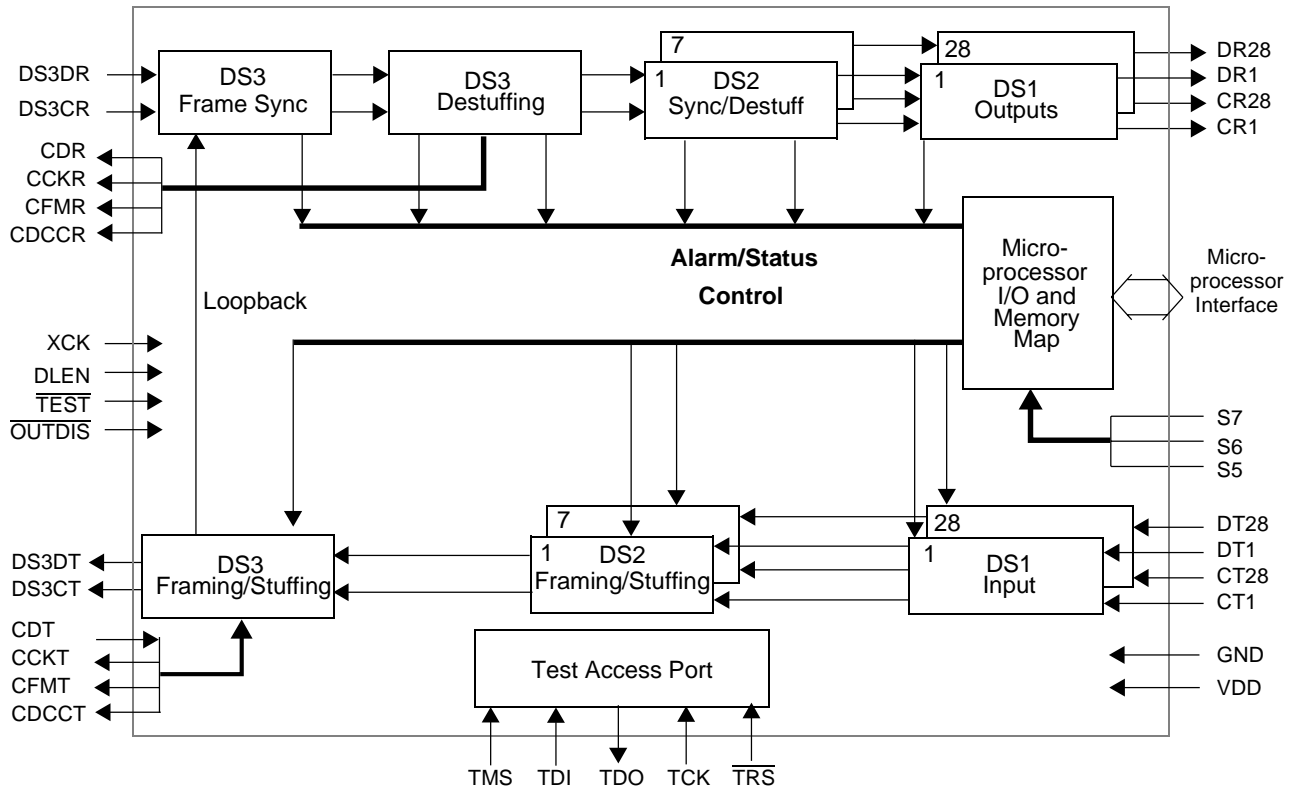 DS3DR
DS3CR
DS3
Frame Sync
DS3
Destuffing
7
1
DS2
Sync/Destuff
28
1
DS1
Outputs
DR28
DR1
CR28
CR1
CDR
CCKR
CFMR
CDCCR
Alarm/Status
Control
Micro-
processor
I/O and
Memory
Map
Micro-
processor
Interface
Loopback
XCK
DLEN
TEST
OUTDIS
S7
S6
S5
DS3DT
DS3CT
DS3
Framing/Stuffing
7
1
DS2
Framing/Stuffing
28
1
DS1
Input
DT28
DT1
CT28
CT1
CDT
CCKT
CFMT
CDCCT
Test Access Port
GND
VDD
TMS
TDI
TDO
TCK
TRS